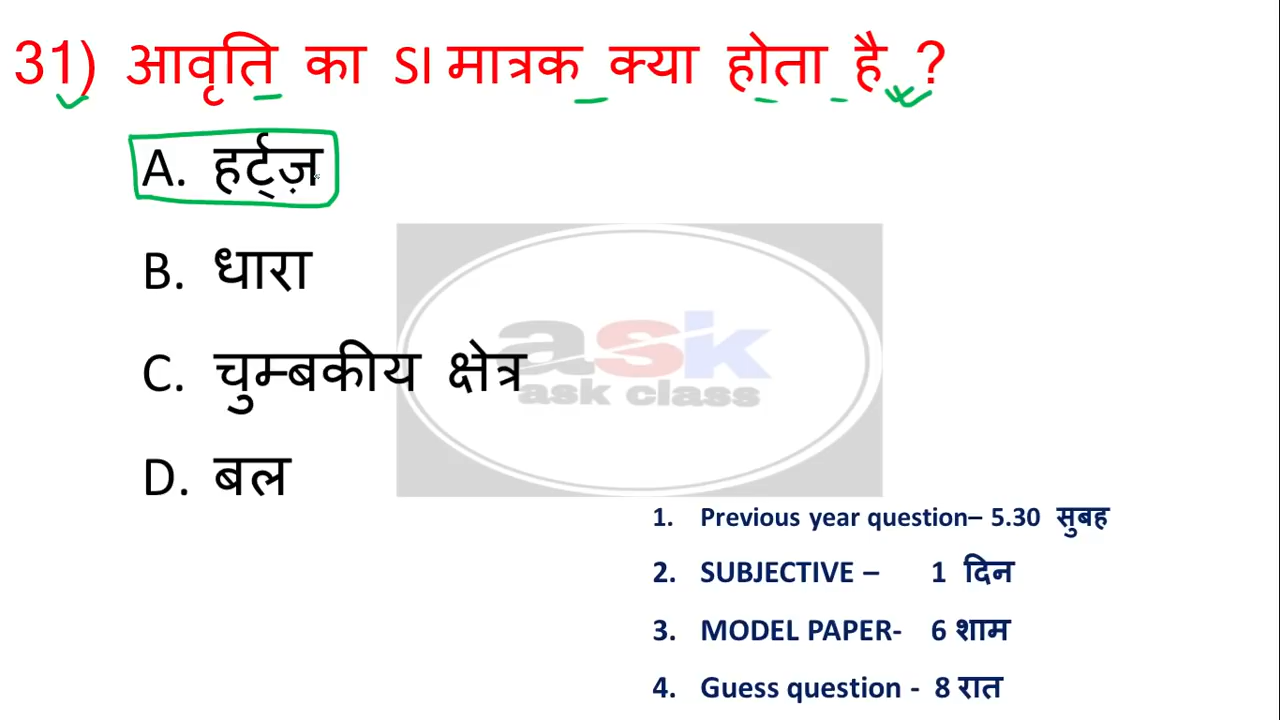 31) आवृति का SI मात्रक क्या होता है ?
A. हर्ट्ज़
B. धारा
C. चुम्बकीय क्षेत्र
D. बल
ask
ask class
1. Previous year question– 5.30 सुबह
2. SUBJECTIVE – 1 दिन
3. MODEL PAPER- 6 शाम
4. Guess question - 8 रात